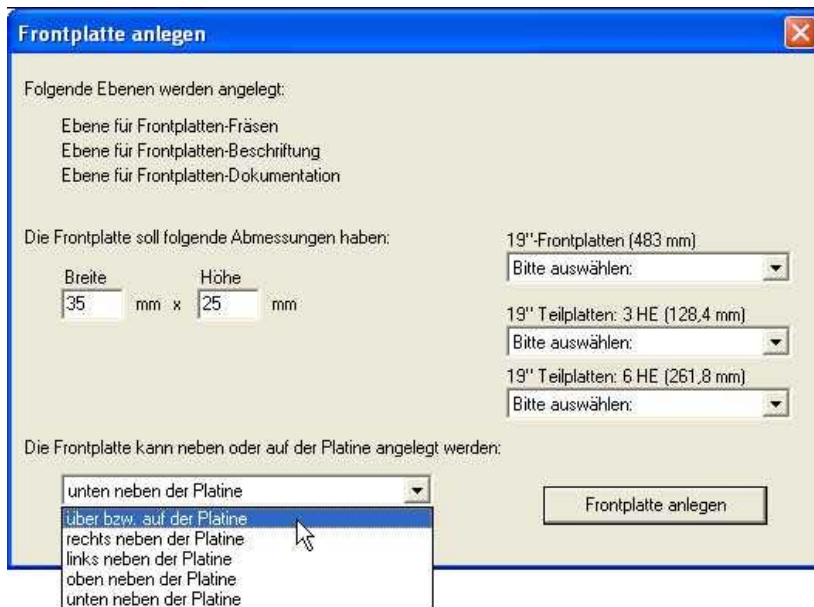 Frontplatte anlegen
Folgende Ebenen werden angelegt:
Ebene für Frontplatten-Fräsen
Ebene für Frontplatten-Beschriftung
Ebene für Frontplatten-Dokumentation
Die Frontplatte soll folgende Abmessungen haben:
Breite Höhe
35 mm x 25 mm
19"-Frontplatten (483 mm)
Bitte auswählen:
19" Teilplatten: 3 HE (128,4 mm)
Bitte auswählen:
19" Teilplatten: 6 HE (261,8 mm)
Bitte auswählen:
Die Frontplatte kann neben oder auf der Platine angelegt werden:
unten neben der Platine
über bzw. auf der Platine
rechts neben der Platine
links neben der Platine
oben neben der Platine
unten neben der Platine
Frontplatte anlegen